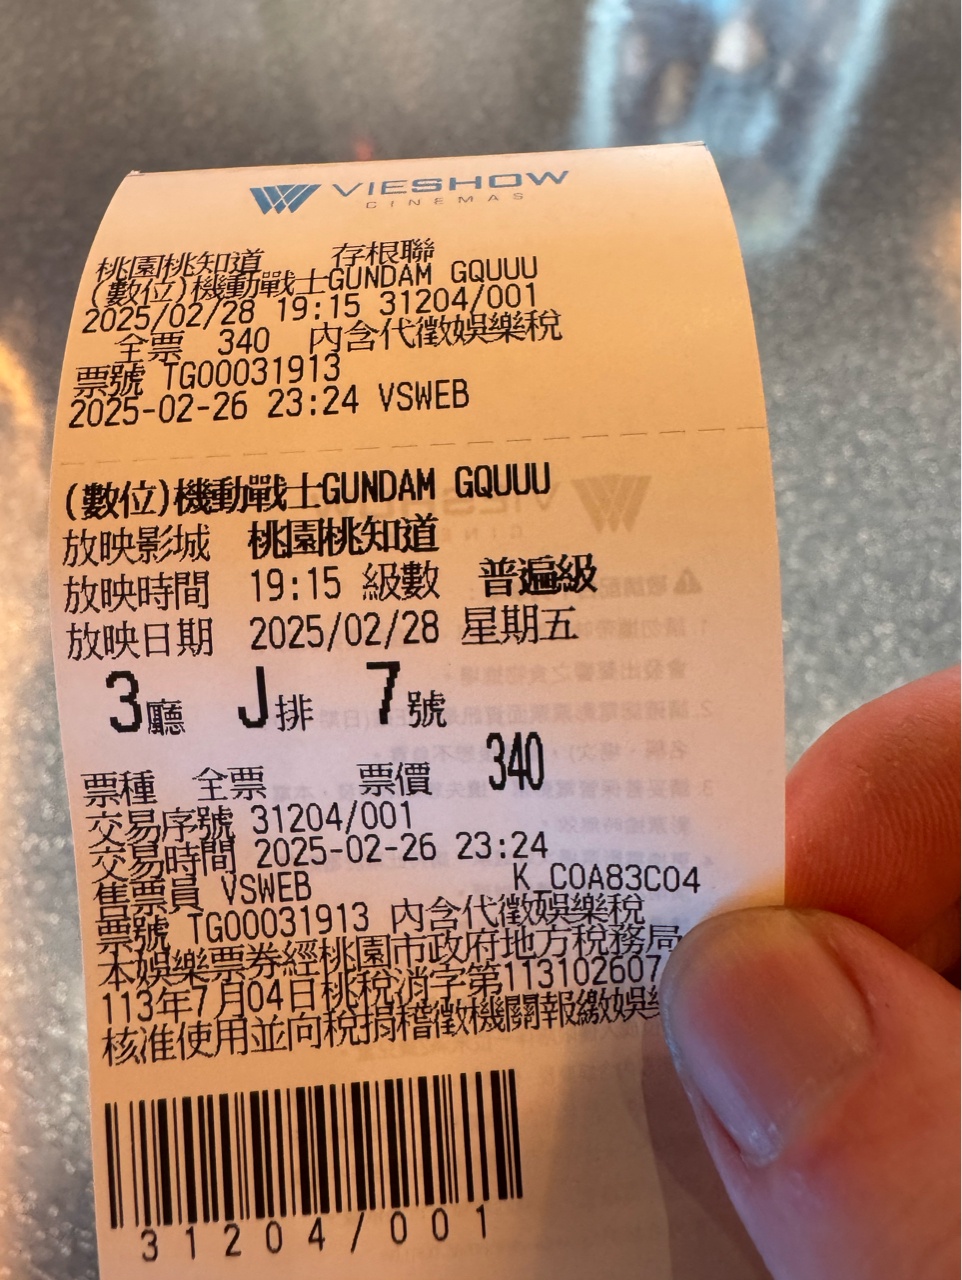 VIESHOW
CINEMAS
桃園桃知道 存根聯
(數位)機動戰士GUNDAM GQUUU
2025/02/28 19:15 31204/001
全票 340 內含代徵娛樂稅
票號 TG00031913
2025-02-26 23:24 VSWEB
(數位)機動戰士GUNDAM GQUUU
放映影城 桃園桃知道
放映時間 19:15 級數 普遍級
放映日期 2025/02/28 星期五
3廳 J排 7號
票種 全票 票價 340
交易序號 31204/001
交易時間 2025-02-26 23:24
售票員 VSWEB K_C0A83C04
票號 TG00031913 內含代徵娛樂稅
本娛樂票券經桃園市政府地方稅務局
113年7月04日桃稅消字第113102607
核准使用並向稅捐稽徵機關報繳娛樂
31204/001